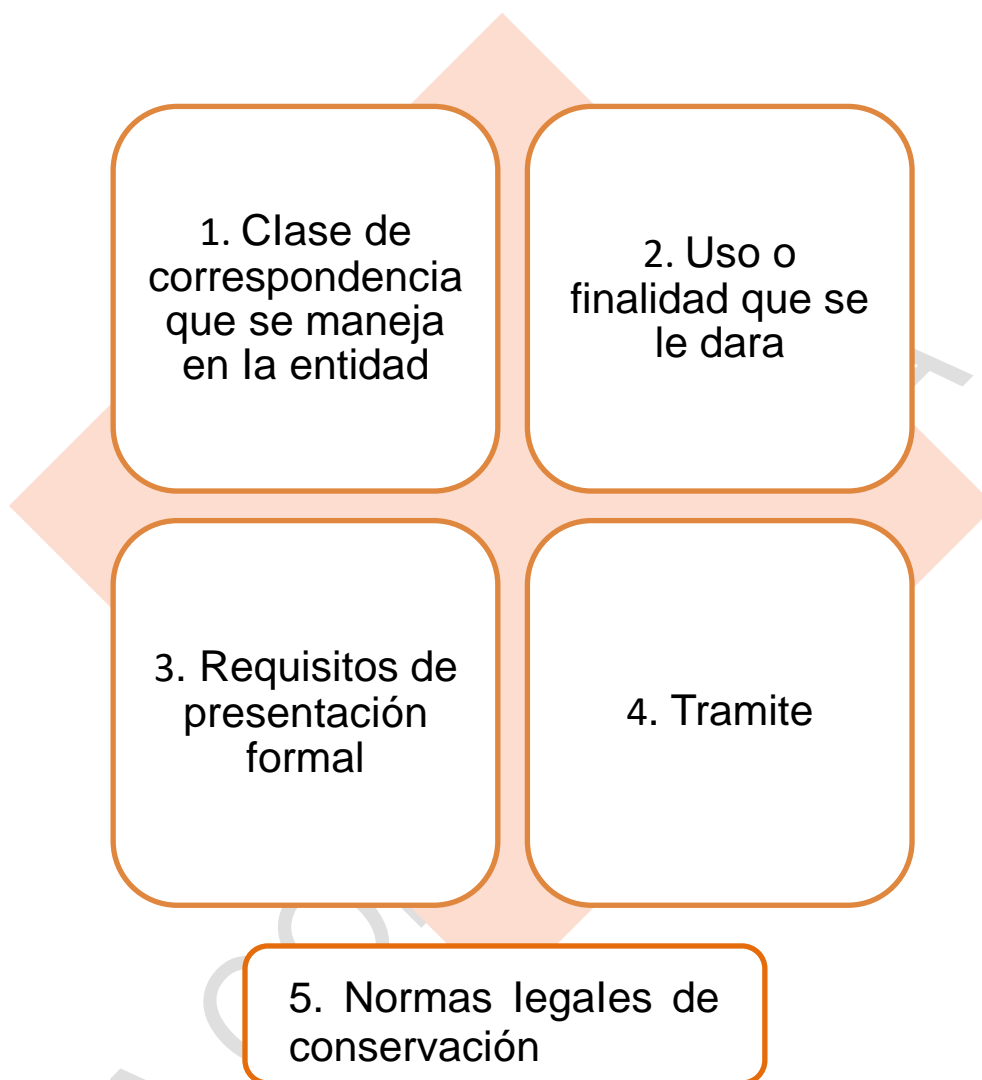 1. Clase de
correspondencia
que se maneja
en la entidad
2. Uso o
finalidad que se
le dara
3. Requisitos de
presentación
formal
4. Tramite
5. Normas legales de
conservación